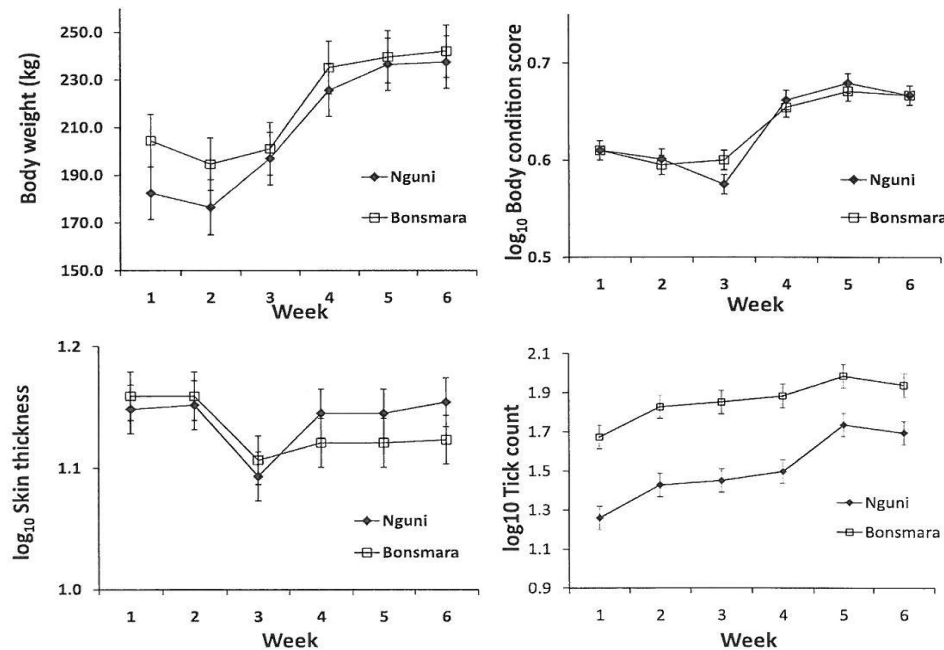 Body weight (kg)
250.0
230.0
210.0
190.0
170.0
150.0
1 2 3 4 5 6
Week
Nguni
Bonsmara
log10 Body condition score
0.7
0.6
0.5
1 2 3 4 5 6
Week
Nguni
Bonsmara
log10 Skin thickness
1.2
1.1
1.0
1 2 3 4 5 6
Week
Nguni
Bonsmara
log10 Tick count
2.1
1.9
1.7
1.5
1.3
1.1
0.9
1 2 3 4 5 6
Week
Nguni
Bonsmara